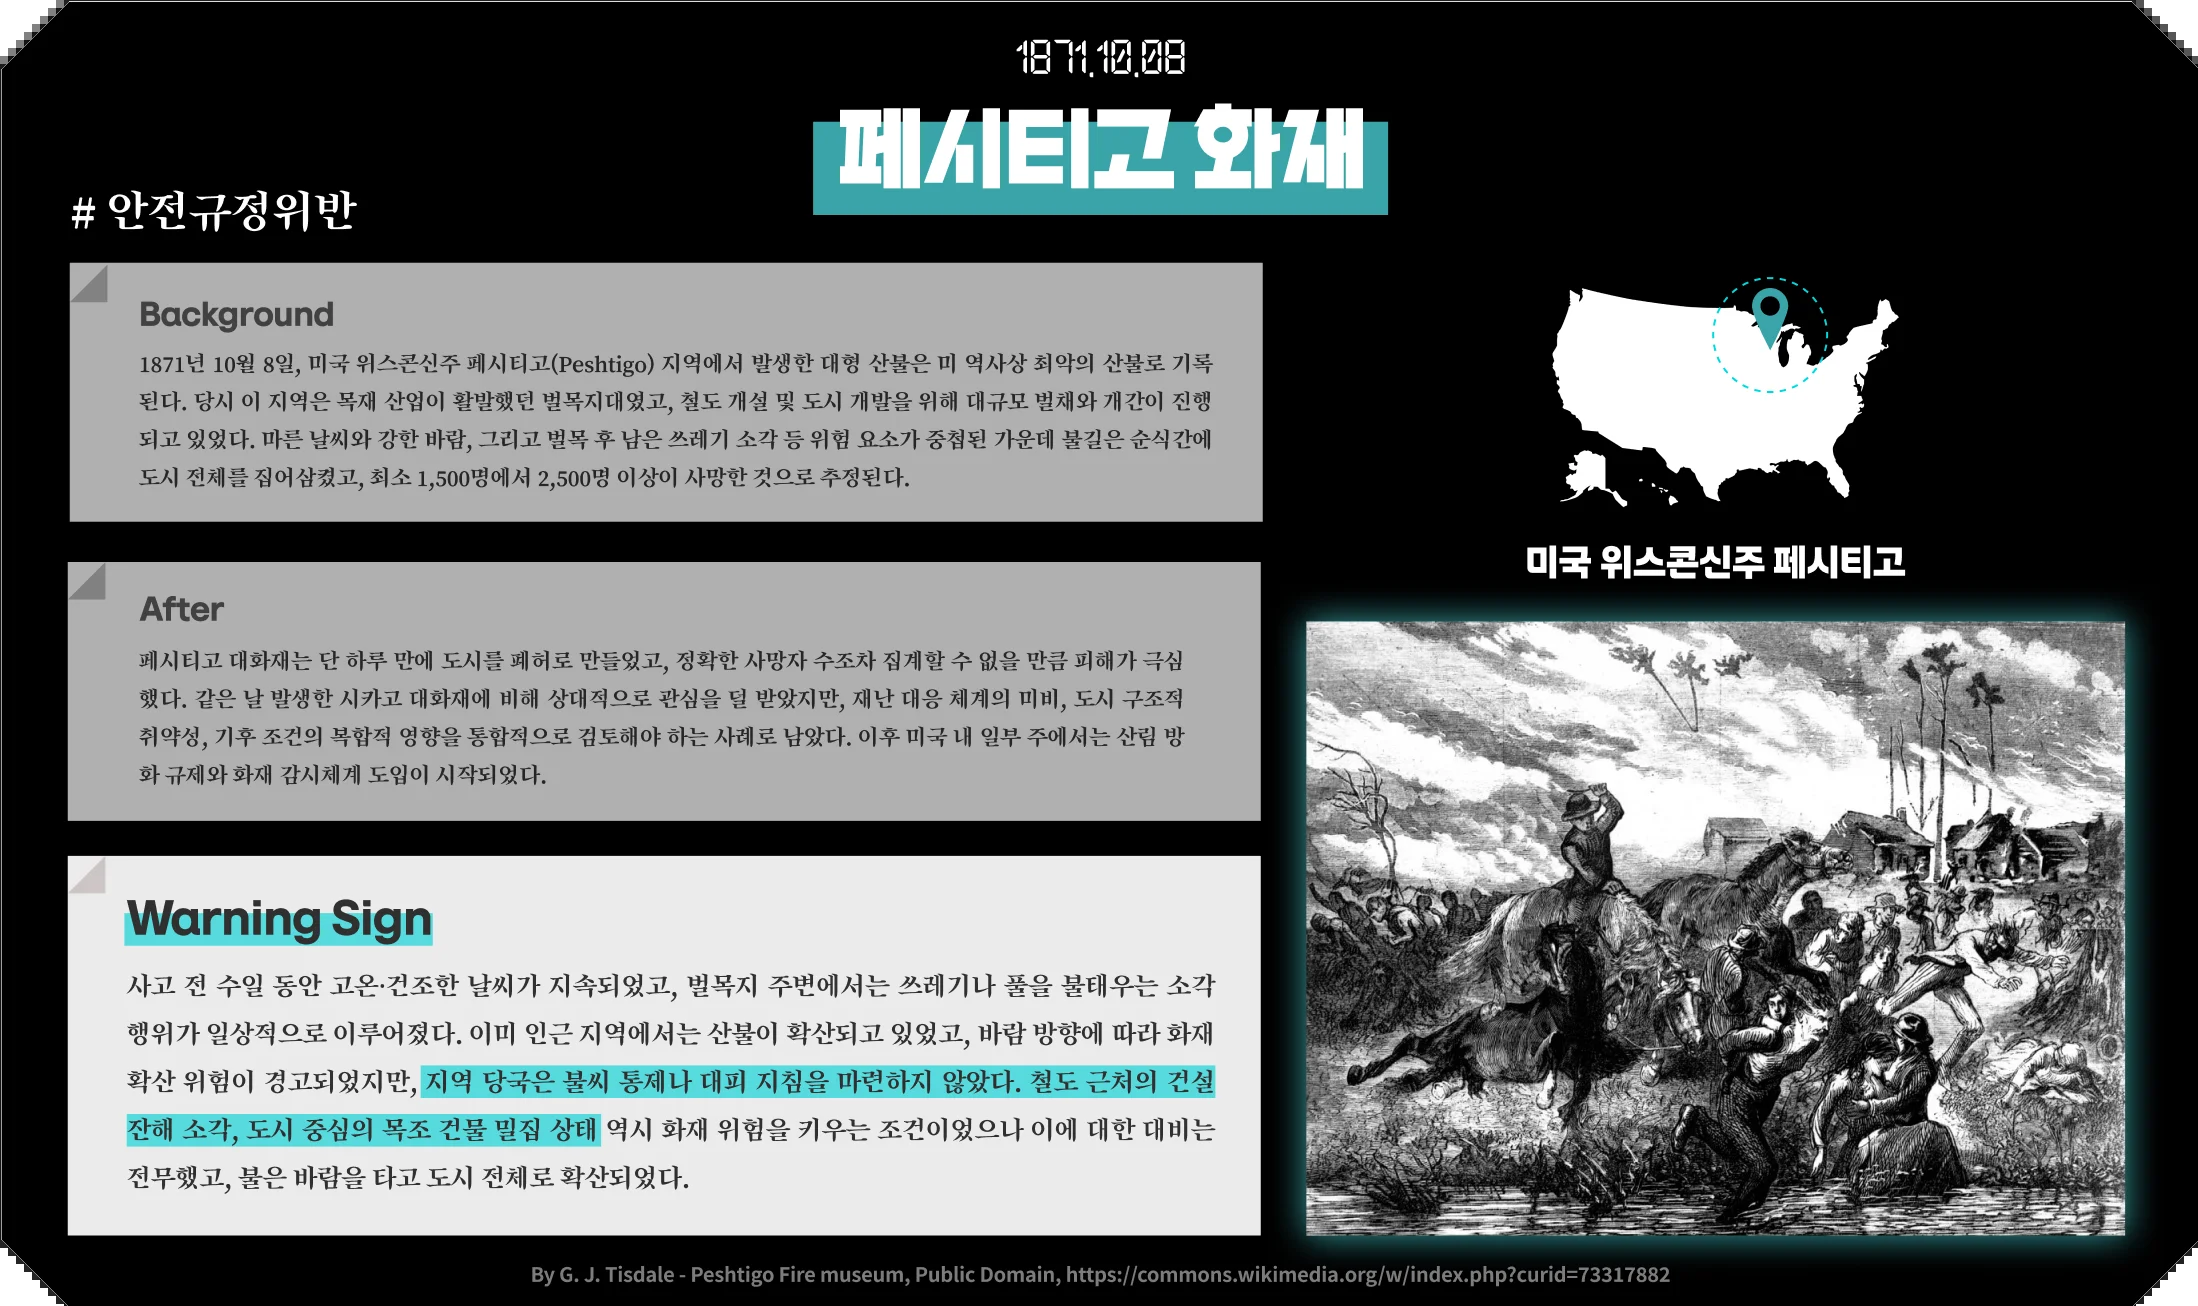 1871.10.08
페시티고 화재
# 안전규정위반
Background
1871년 10월 8일, 미국 위스콘신주 페시티고(Peshtigo) 지역에서 발생한 대형 산불은 미 역사상 최악의 산불로 기록
된다. 당시 이 지역은 목재 산업이 활발했던 벌목지대였고, 철도 개설 및 도시 개발을 위해 대규모 벌채와 개간이 진행
되고 있었다. 마른 날씨와 강한 바람, 그리고 벌목 후 남은 쓰레기 소각 등 위험 요소가 중첩된 가운데 불길은 순식간에
도시 전체를 집어삼켰고, 최소 1,500명에서 2,500명 이상이 사망한 것으로 추정된다.
After
페시티고 대화재는 단 하루 만에 도시를 폐허로 만들었고, 정확한 사망자 수조차 집계할 수 없을 만큼 피해가 극심
했다. 같은 날 발생한 시카고 대화재에 비해 상대적으로 관심을 덜 받았지만, 재난 대응 체계의 미비, 도시 구조적
취약성, 기후 조건의 복합적 영향을 통합적으로 검토해야 하는 사례로 남았다. 이후 미국 내 일부 주에서는 산림 방
화 규제와 화재 감시체계 도입이 시작되었다.
Warning Sign
사고 전 수일 동안 고온·건조한 날씨가 지속되었고, 벌목지 주변에서는 쓰레기나 풀을 불태우는 소각
행위가 일상적으로 이루어졌다. 이미 인근 지역에서는 산불이 확산되고 있었고, 바람 방향에 따라 화재
확산 위험이 경고되었지만, 지역 당국은 불씨 통제나 대피 지침을 마련하지 않았다. 철도 근처의 건설
잔해 소각, 도시 중심의 목조 건물 밀집 상태 역시 화재 위험을 키우는 조건이었으나 이에 대한 대비는
전무했고, 불은 바람을 타고 도시 전체로 확산되었다.
미국 위스콘신주 페시티고
By G. J. Tisdale - Peshtigo Fire museum, Public Domain, https://commons.wikimedia.org/w/index.php?curid=73317882